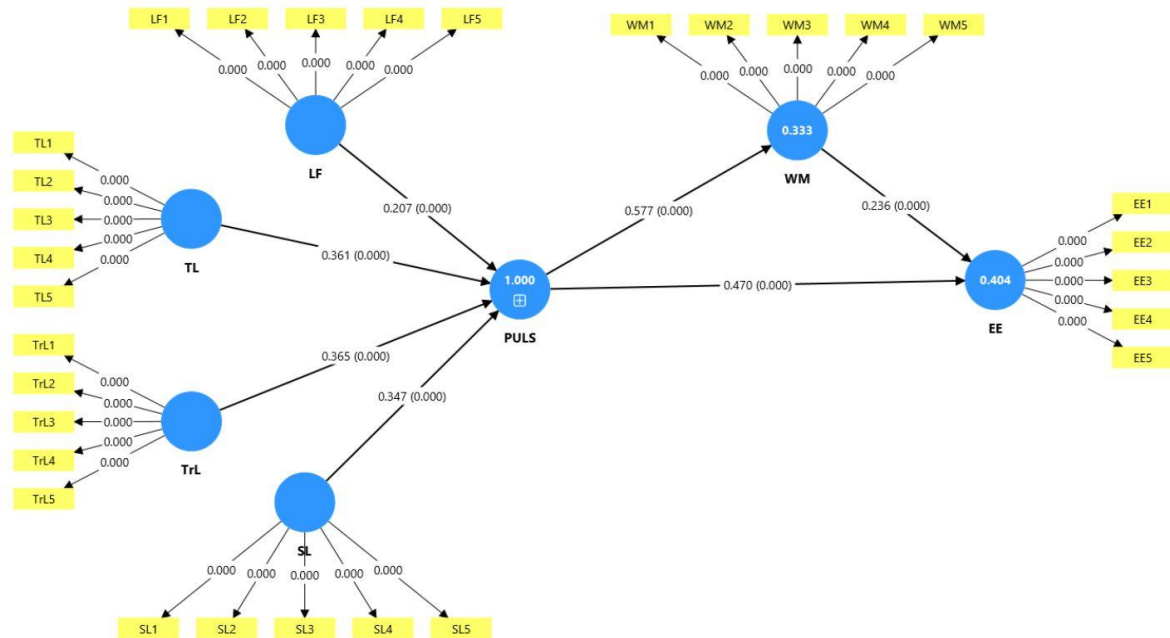 LF1 LF2 LF3 LF4 LF5
0.000 0.000 0.000 0.000 0.000
LF
WM1 WM2 WM3 WM4 WM5
0.000 0.000 0.000 0.000 0.000
0.333
WM
TL1
TL2
TL3
TL4
TL5
0.000
0.000
0.000
0.000
0.000
TL
0.207 (0.000)
0.361 (0.000)
0.577 (0.000)
0.236 (0.000)
1.000
PULS
0.470 (0.000)
0.404
EE
0.000
0.000
0.000
0.000
0.000
EE1
EE2
EE3
EE4
EE5
TrL1
TrL2
TrL3
TrL4
TrL5
0.000
0.000
0.000
0.000
0.000
TrL
0.365 (0.000)
0.347 (0.000)
SL
0.000 0.000 0.000 0.000 0.000
SL1 SL2 SL3 SL4 SL5